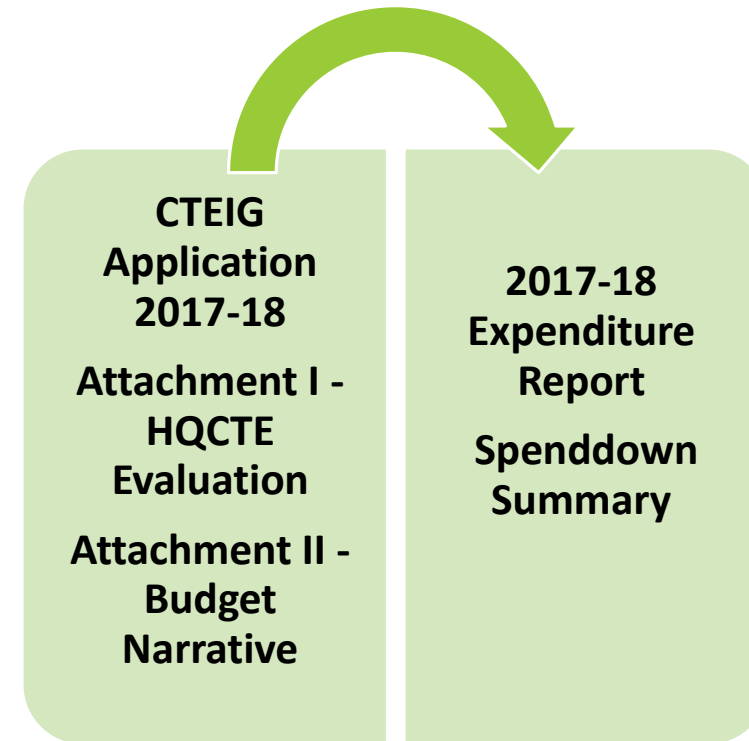 CTEIG
Application
2017-18
Attachment I -
HQCTE
Evaluation
Attachment II -
Budget
Narrative
2017-18
Expenditure
Report
Spenddown
Summary